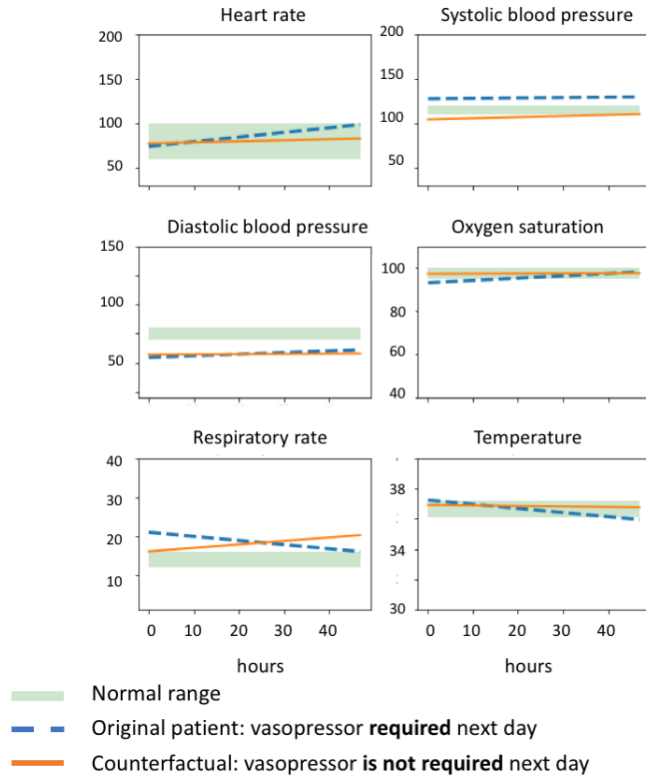 Heart rate
Systolic blood pressure
200
150
100
50
200
150
100
50
Diastolic blood pressure
Oxygen saturation
150
100
50
100
80
60
40
Respiratory rate
Temperature
40
30
20
10
38
36
34
30
0 10 20 30 40
0 10 20 30 40
hours
hours
Normal range
Original patient: vasopressor required next day
Counterfactual: vasopressor is not required next day